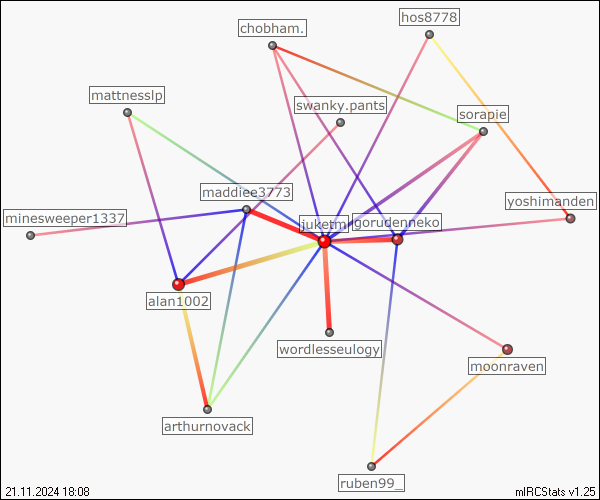 hos8778
chobham.
mattnesslp
swanky.pants
sorapie
maddiee3773
yoshimanden
minesweeper1337
juketm
gorudenneko
alan1002
wordlesseulogy
moonraven
arthurnovack
ruben99_
21.11.2024 18:08
mIRCStats v1.25